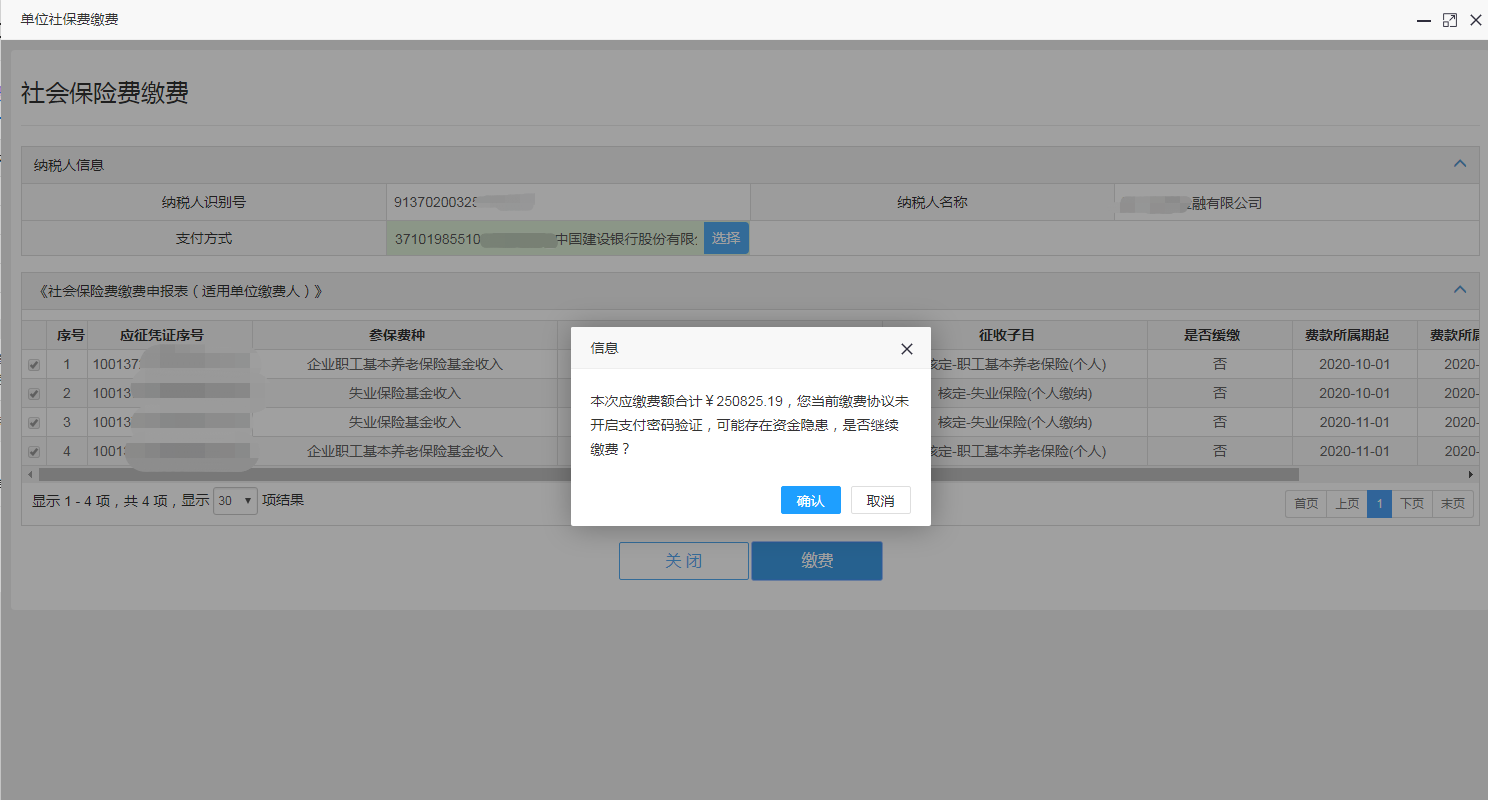 单位社保费缴费
社会保险费缴费
纳税人信息
纳税人识别号 91370200325 纳税人名称 融有限公司
支付方式 37101985510 中国建设银行股份有限 选择
《社会保险费缴费申报表（适用单位缴费人）》
序号 应征凭证序号 参保费种 征收子目 是否缓缴 费款所属期起 费款所属
1 100137 企业职工基本养老保险基金收入 核定-职工基本养老保险(个人) 否 2020-10-01 2020-
2 10013 失业保险基金收入 核定-失业保险(个人缴纳) 否 2020-10-01 2020-
3 10013 失业保险基金收入 核定-失业保险(个人缴纳) 否 2020-11-01 2020-
4 10013 企业职工基本养老保险基金收入 核定-职工基本养老保险(个人) 否 2020-11-01 2020-
显示 1 - 4 项，共 4 项，显示 30 项结果
首页 上页 1 下页 末页
关 闭 缴费
信息
本次应缴费额合计￥250825.19，您当前缴费协议未
开启支付密码验证，可能存在资金隐患，是否继续
缴费？
确认 取消